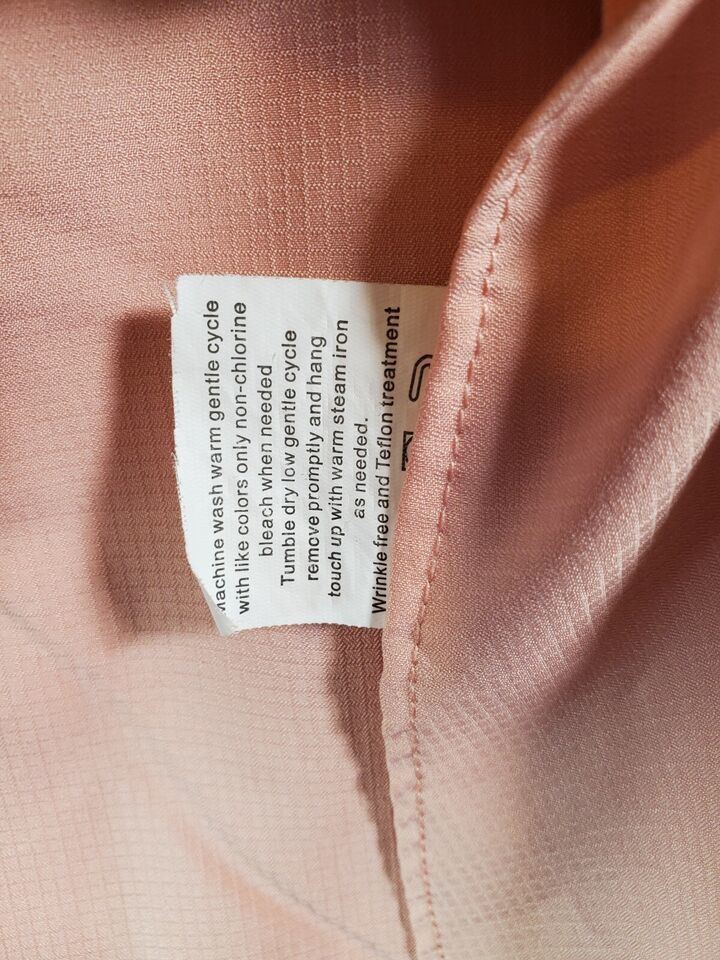 Machine wash warm gentle cycle
with like colors only non-chlorine
bleach when needed
Tumble dry low gentle cycle
remove promptly and hang
touch up with warm steam iron
as needed.
Wrinkle free and Teflon treatment